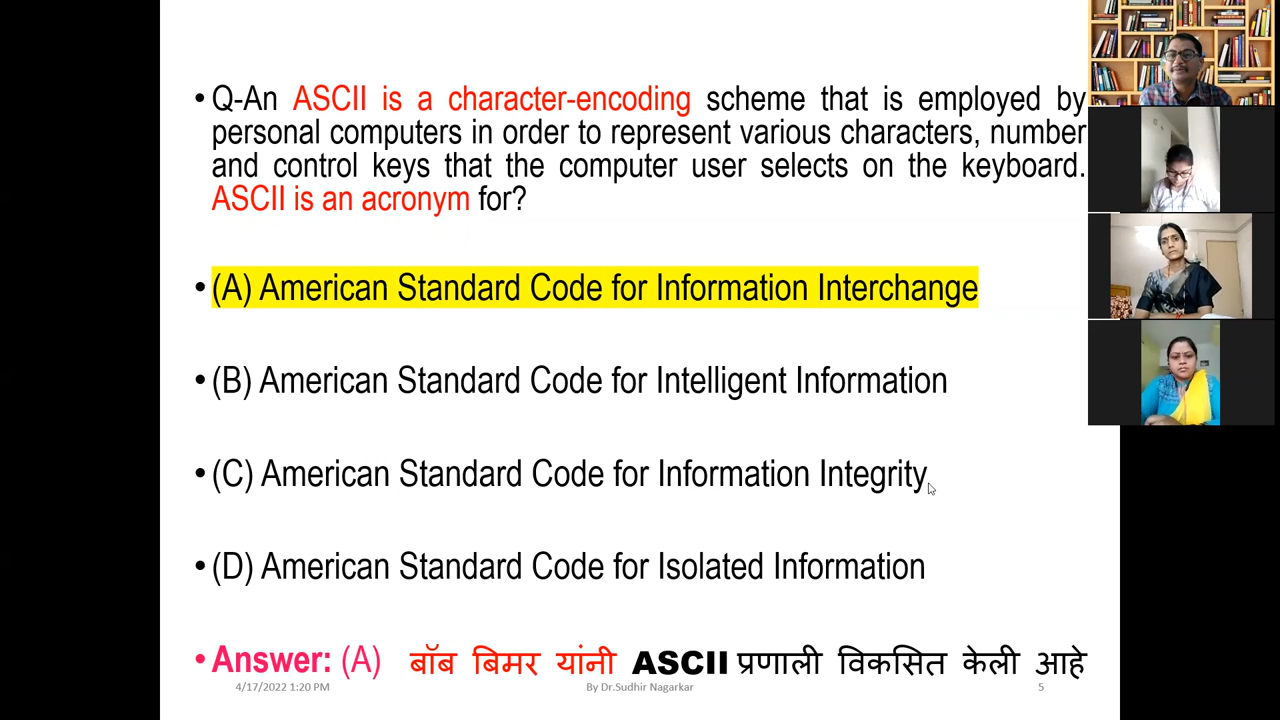 • Q-An ASCII is a character-encoding scheme that is employed by
personal computers in order to represent various characters, number
and control keys that the computer user selects on the keyboard.
ASCII is an acronym for?
• (A) American Standard Code for Information Interchange
• (B) American Standard Code for Intelligent Information
• (C) American Standard Code for Information Integrity
• (D) American Standard Code for Isolated Information
• Answer: (A) बॉब बिमर यांनी ASCII प्रणाली विकसित केली आहे
4/17/2022 1:20 PM By Dr.Sudhir Nagarkar 5